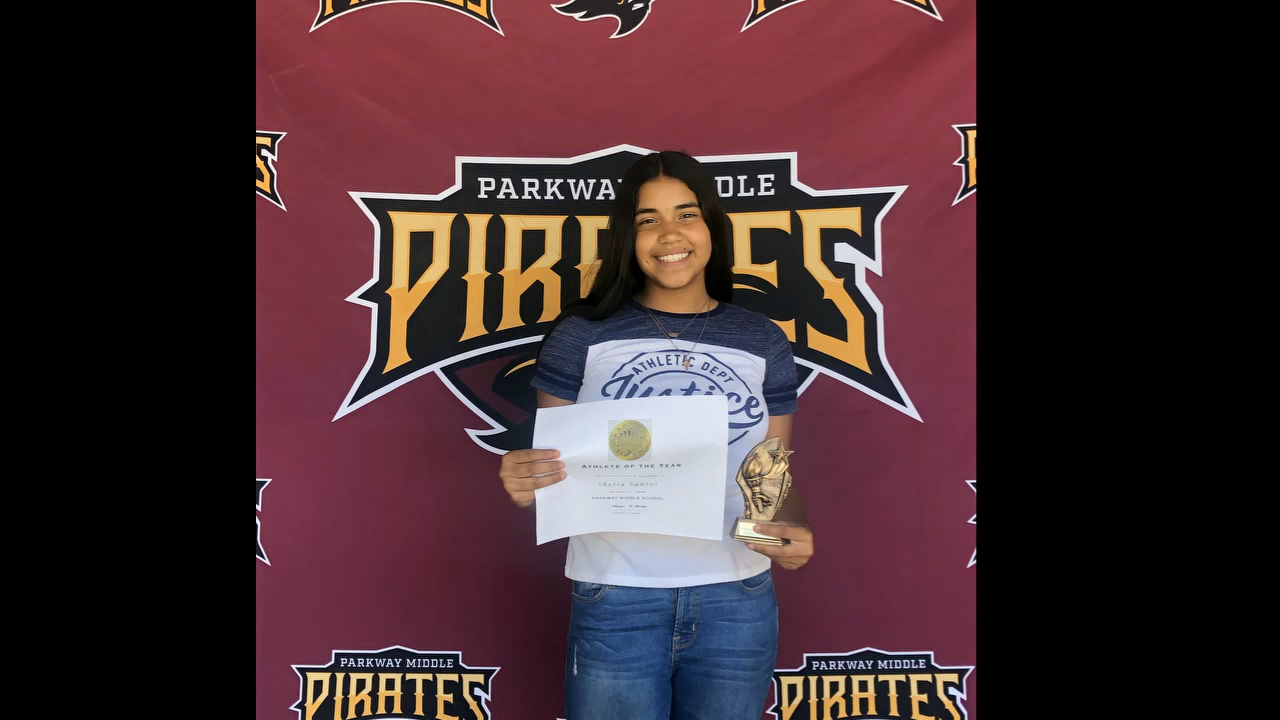 PARKWAY MIDDLE
PIRATES
ATHLETIC DEPT
Justice
ATHLETE OF THE YEAR
PARKWAY MIDDLE SCHOOL
PARKWAY MIDDLE
PIRATES
PARKWAY MIDDLE
PIRATES